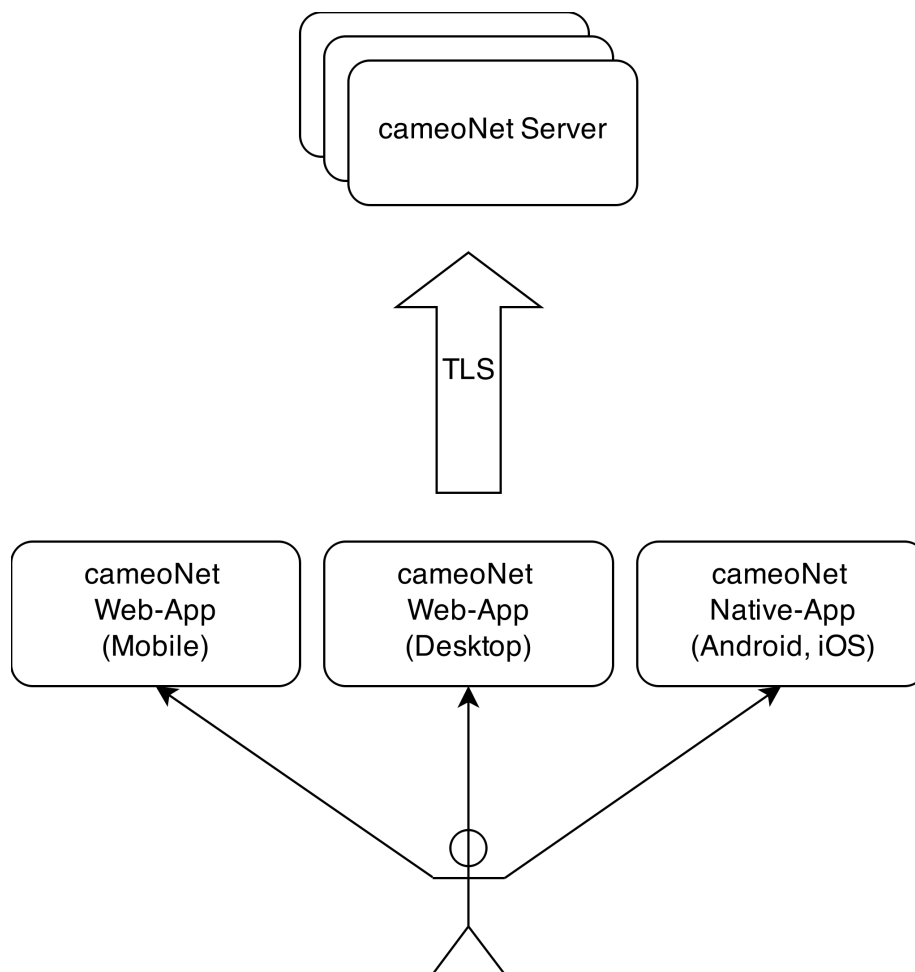 cameoNet Server
TLS
cameoNet
Web-App
(Mobile)
cameoNet
Web-App
(Desktop)
cameoNet
Native-App
(Android, iOS)